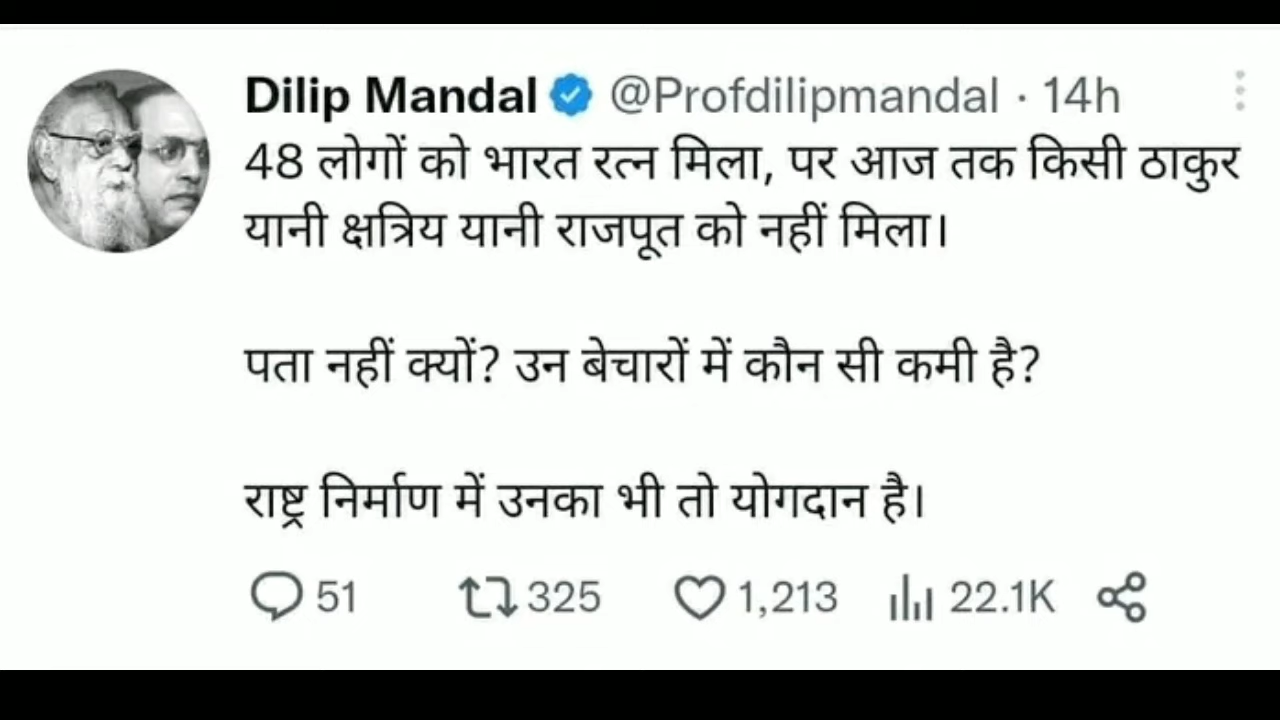 Dilip Mandal @Profdilipmandal · 14h
48 लोगों को भारत रत्न मिला, पर आज तक किसी ठाकुर
यानी क्षत्रिय यानी राजपूत को नहीं मिला।
पता नहीं क्यों? उन बेचारों में कौन सी कमी है?
राष्ट्र निर्माण में उनका भी तो योगदान है।
51 325 1,213 22.1K